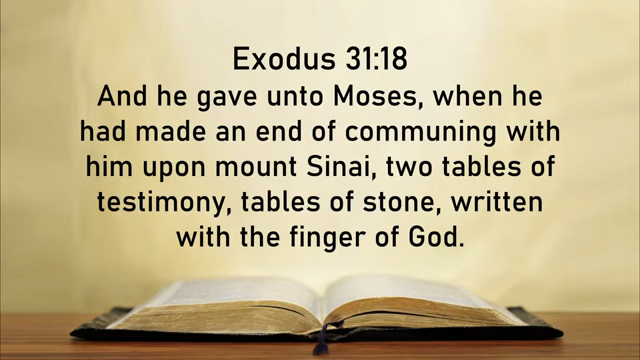 Exodus 31:18
And he gave unto Moses, when he
had made an end of communing with
him upon mount Sinai, two tables of
testimony, tables of stone, written
with the finger of God.